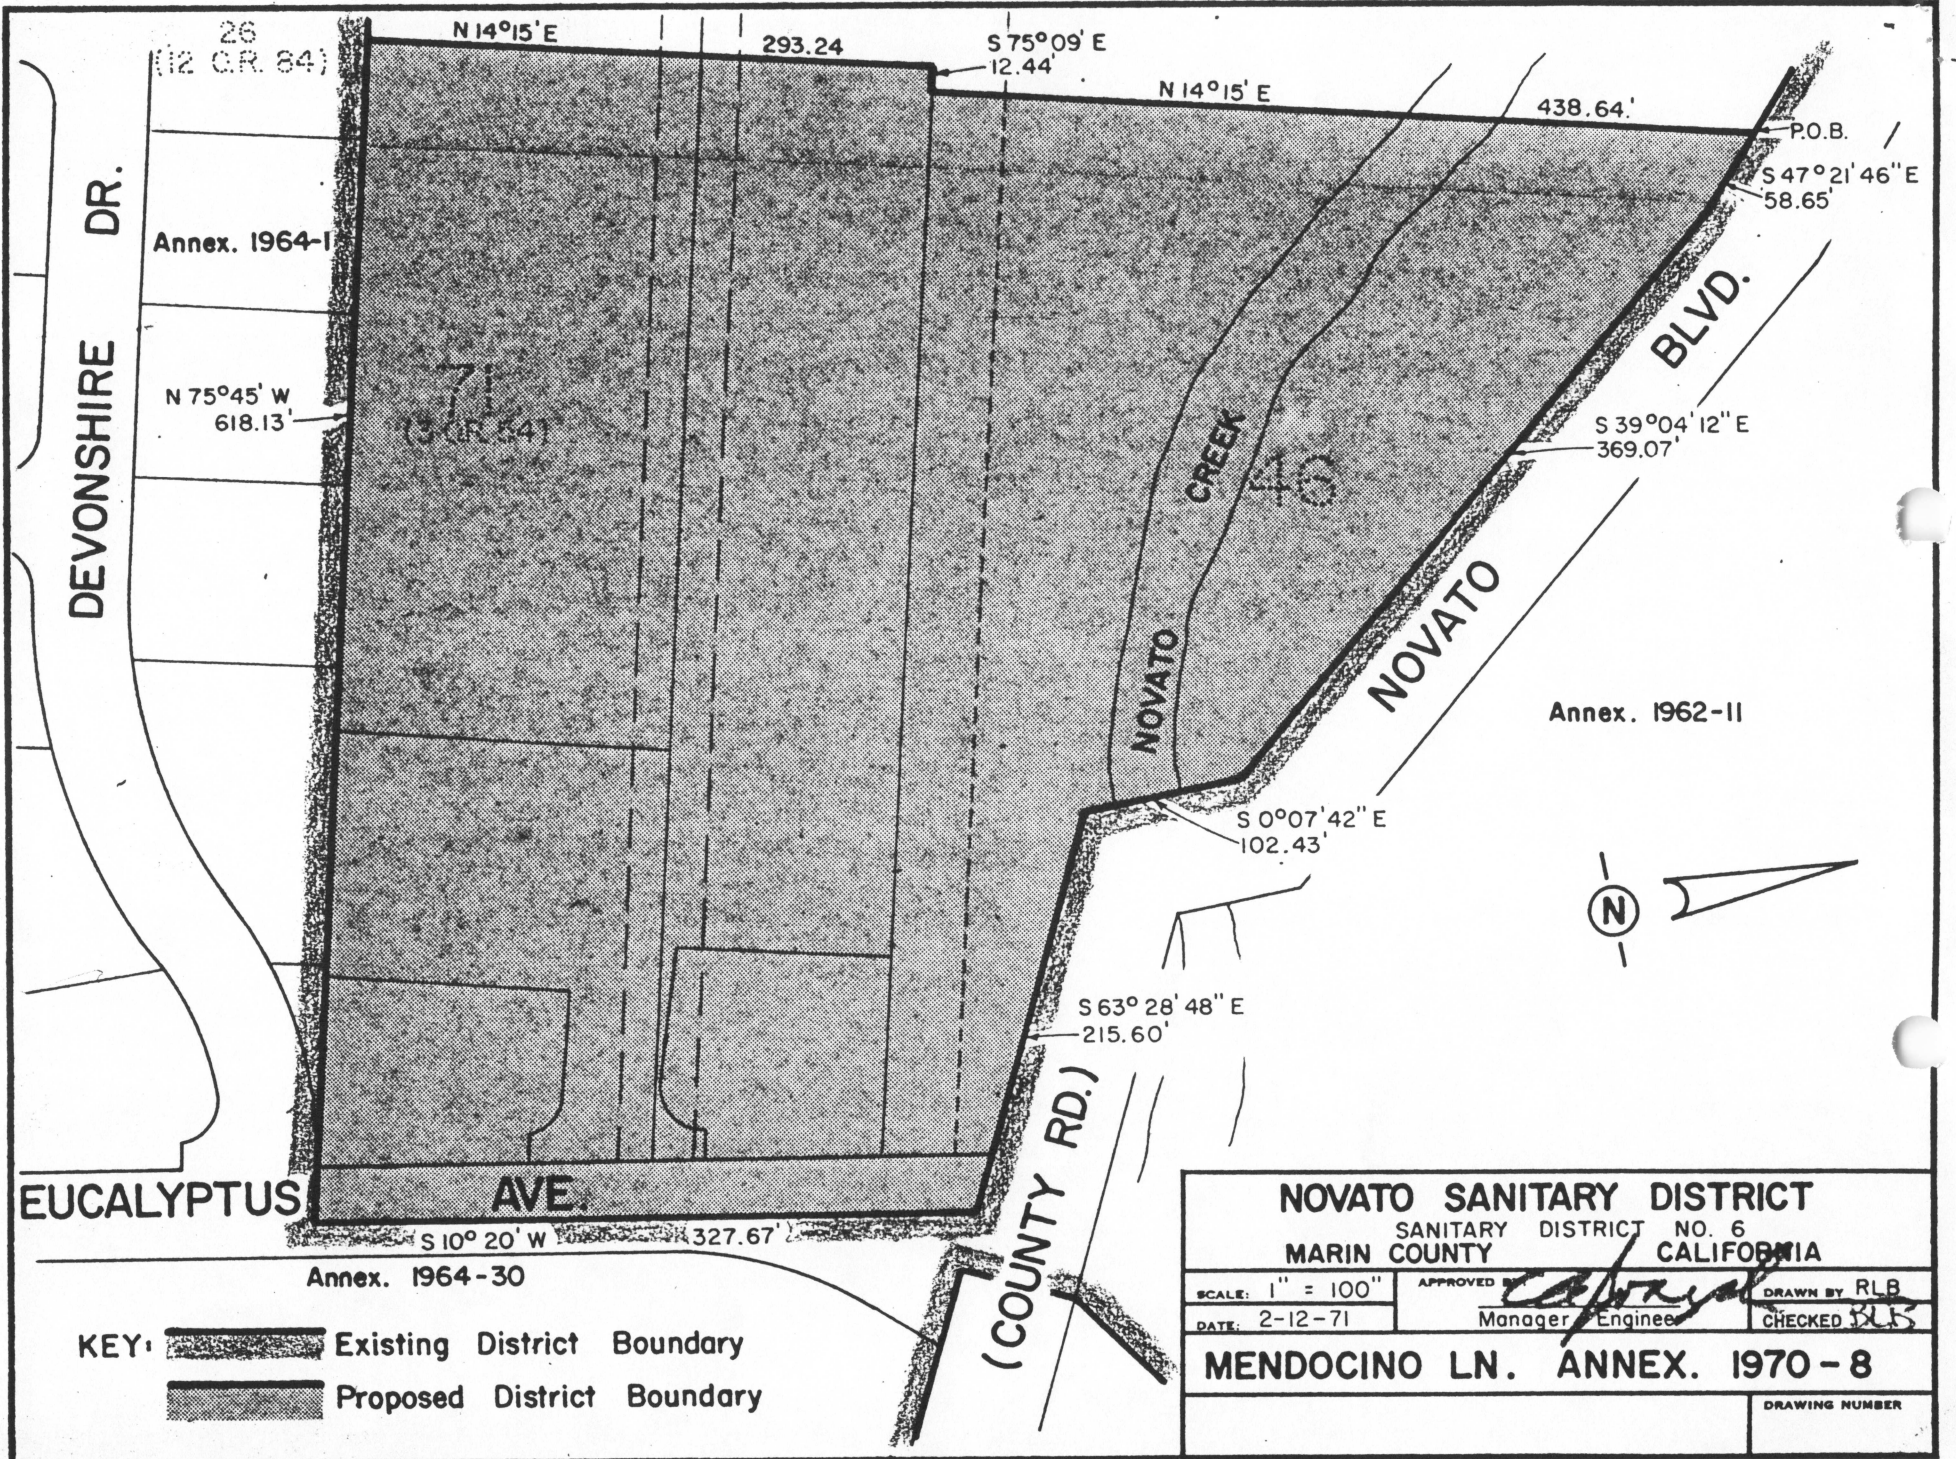 26
(12 O.R. 84)
N 14°15' E
293.24
S 75°09' E
12.44'
N 14°15' E
438.64.'
P.O.B.
S 47°21'46" E
58.65'
DEVONSHIRE DR.
Annex. 1964-1
N 75°45' W
618.13'
71
NOVATO CREEK
40
NOVATO BLVD.
S 39°04'12" E
369.07'
Annex. 1962-11
S 0°07'42" E
102.43'
N
S 63°28'48" E
215.60'
(COUNTY RD.)
EUCALYPTUS AVE.
S 10°20' W 327.67'
Annex. 1964-30
KEY:
Existing District Boundary
Proposed District Boundary
NOVATO SANITARY DISTRICT
SANITARY DISTRICT NO. 6
MARIN COUNTY CALIFORNIA
SCALE: 1" = 100"
APPROVED BY
Manager Engineer
DRAWN BY RLB
DATE: 2-12-71
CHECKED BLB
MENDOCINO LN. ANNEX. 1970-8
DRAWING NUMBER